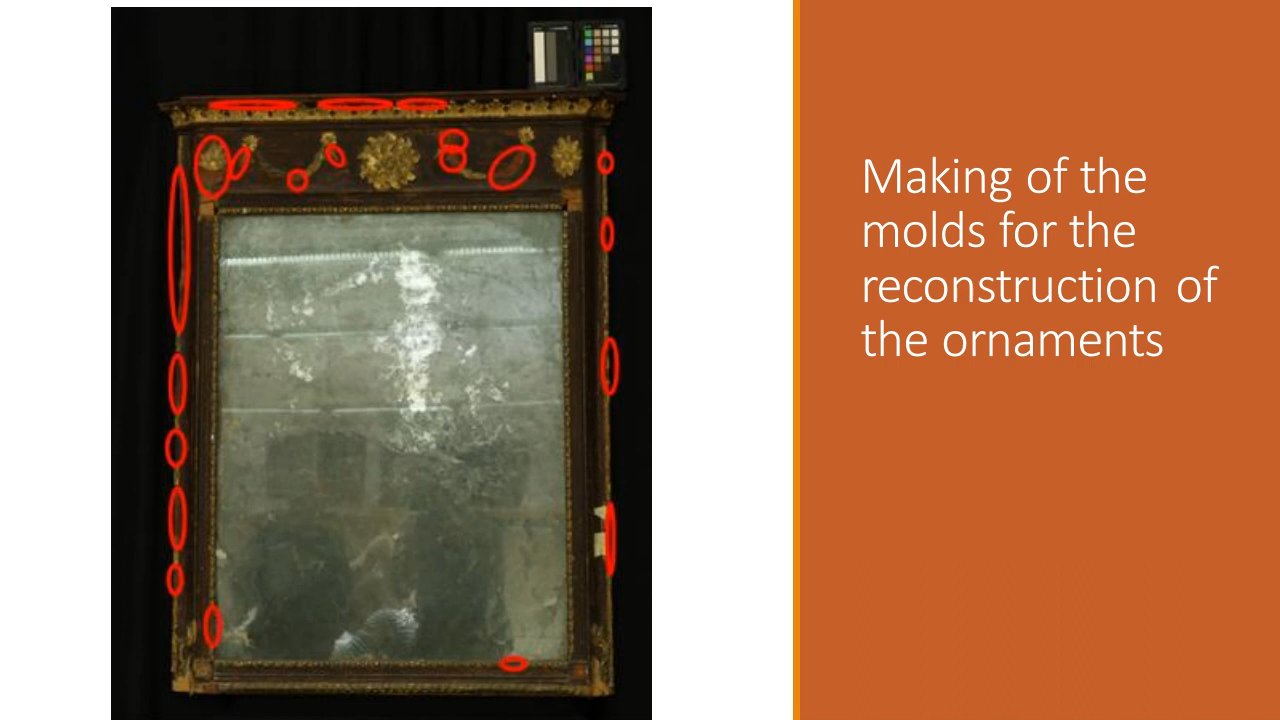 Making of the
molds for the
reconstruction of
the ornaments